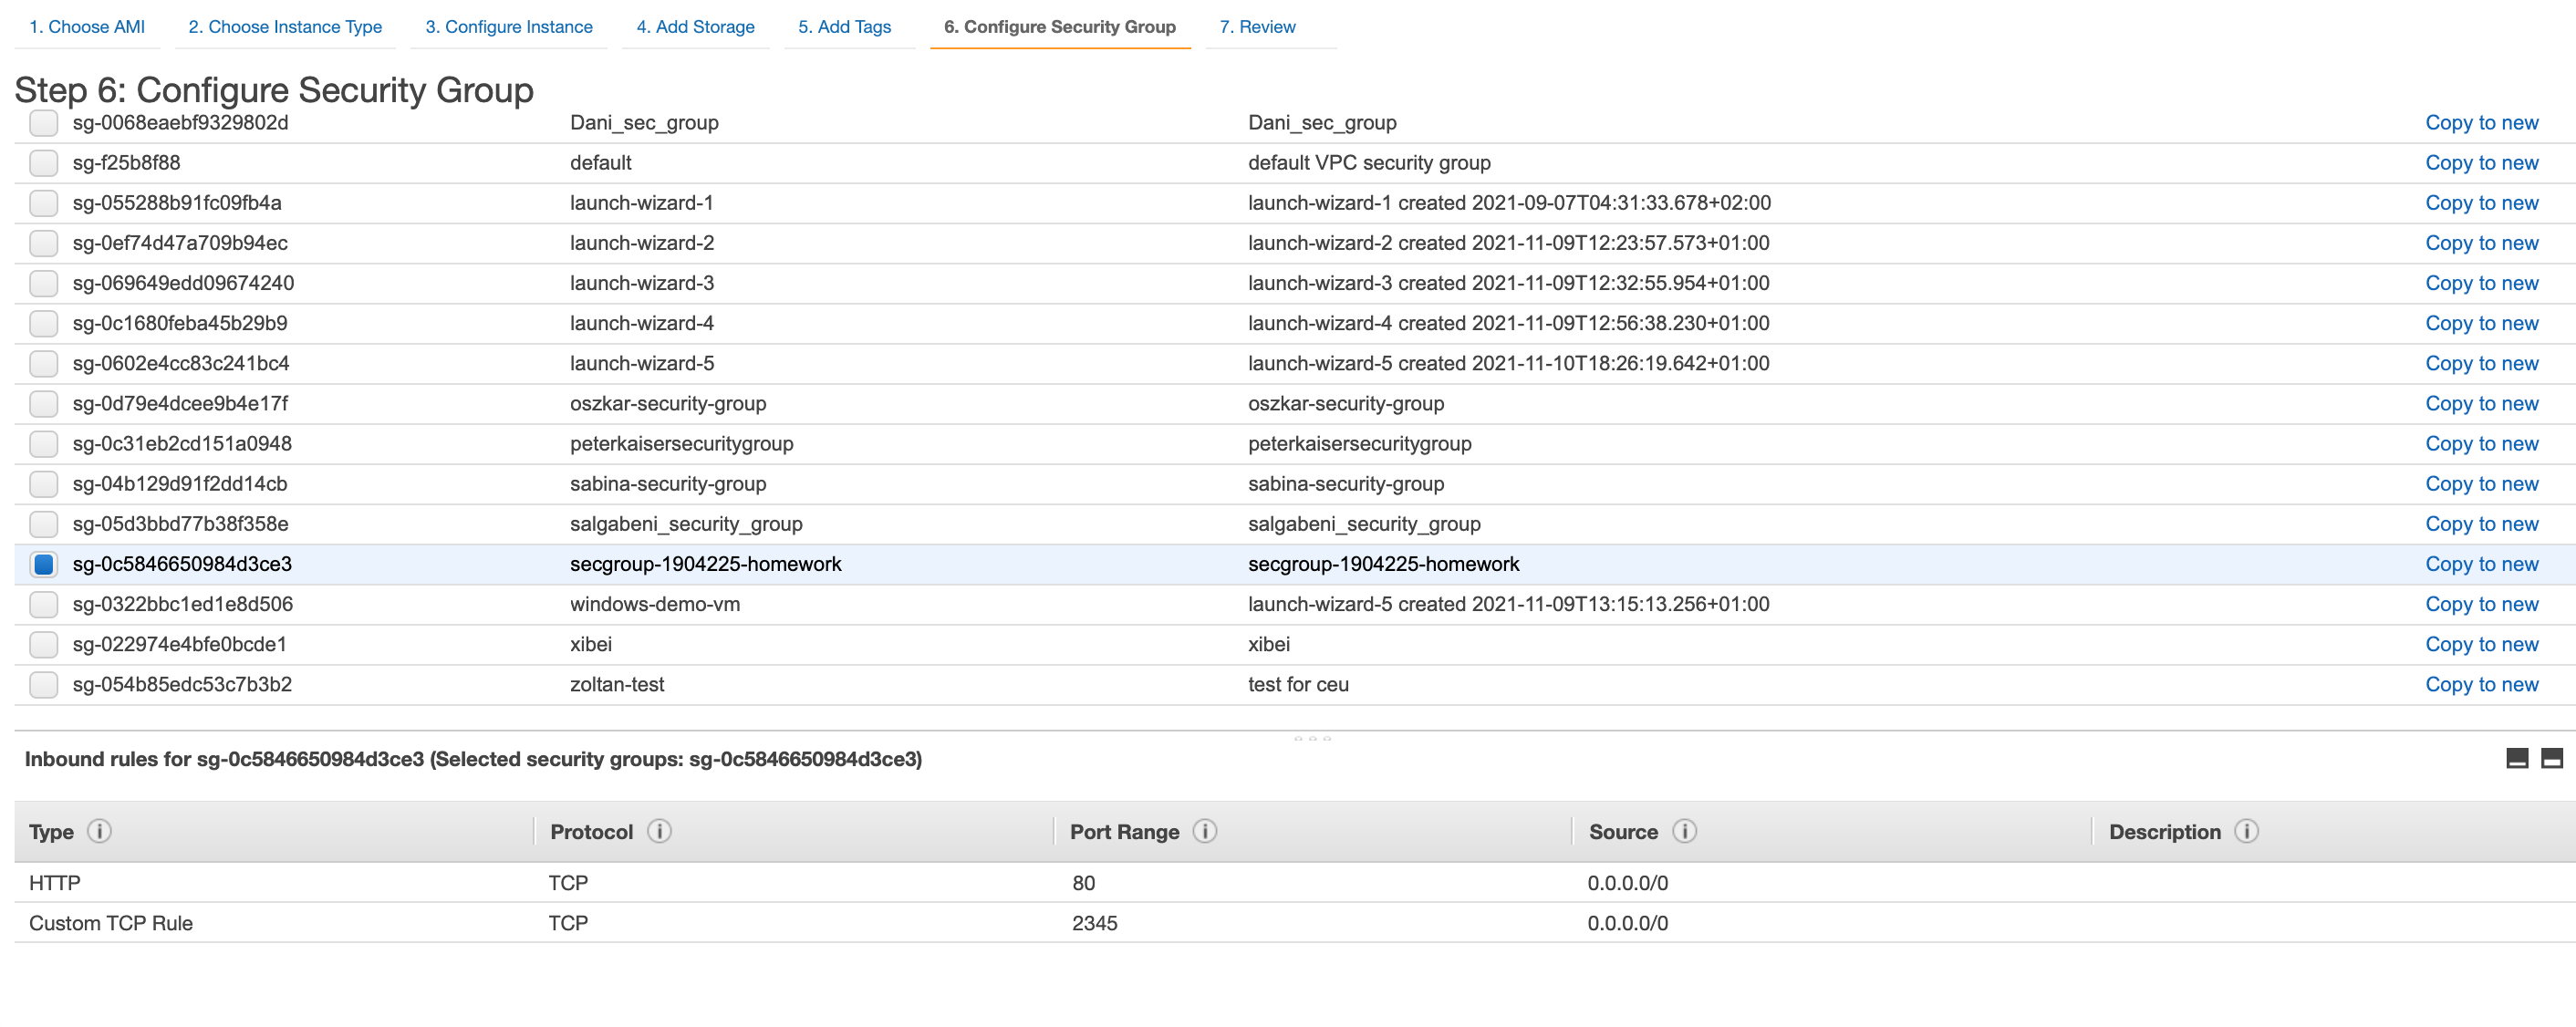 1. Choose AMI 2. Choose Instance Type 3. Configure Instance 4. Add Storage 5. Add Tags 6. Configure Security Group 7. Review
Step 6: Configure Security Group
sg-0068eaebf9329802d Dani_sec_group Dani_sec_group Copy to new
sg-f25b8f88 default default VPC security group Copy to new
sg-055288b91fc09fb4a launch-wizard-1 launch-wizard-1 created 2021-09-07T04:31:33.678+02:00 Copy to new
sg-0ef74d47a709b94ec launch-wizard-2 launch-wizard-2 created 2021-11-09T12:23:57.573+01:00 Copy to new
sg-069649edd09674240 launch-wizard-3 launch-wizard-3 created 2021-11-09T12:32:55.954+01:00 Copy to new
sg-0c1680feba45b29b9 launch-wizard-4 launch-wizard-4 created 2021-11-09T12:56:38.230+01:00 Copy to new
sg-0602e4cc83c241bc4 launch-wizard-5 launch-wizard-5 created 2021-11-10T18:26:19.642+01:00 Copy to new
sg-0d79e4dcee9b4e17f oszkar-security-group oszkar-security-group Copy to new
sg-0c31eb2cd151a0948 peterkaisersecuritygroup peterkaisersecuritygroup Copy to new
sg-04b129d91f2dd14cb sabina-security-group sabina-security-group Copy to new
sg-05d3bbd77b38f358e salgabeni_security_group salgabeni_security_group Copy to new
sg-0c5846650984d3ce3 secgroup-1904225-homework secgroup-1904225-homework Copy to new
sg-0322bbc1ed1e8d506 windows-demo-vm launch-wizard-5 created 2021-11-09T13:15:13.256+01:00 Copy to new
sg-022974e4bfe0bcde1 xibei xibei Copy to new
sg-054b85edc53c7b3b2 zoltan-test test for ceu Copy to new
Inbound rules for sg-0c5846650984d3ce3 (Selected security groups: sg-0c5846650984d3ce3)
Type i Protocol i Port Range i Source i Description i
HTTP TCP 80 0.0.0.0/0
Custom TCP Rule TCP 2345 0.0.0.0/0